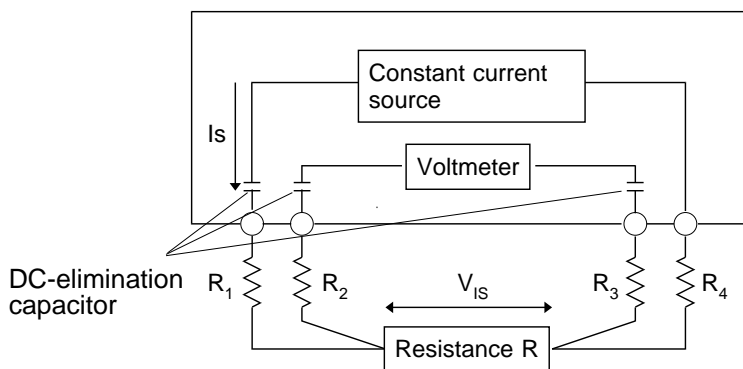 Constant current
source
Is
Voltmeter
DC-elimination
capacitor
R1
R2
VIS
R3
R4
Resistance R